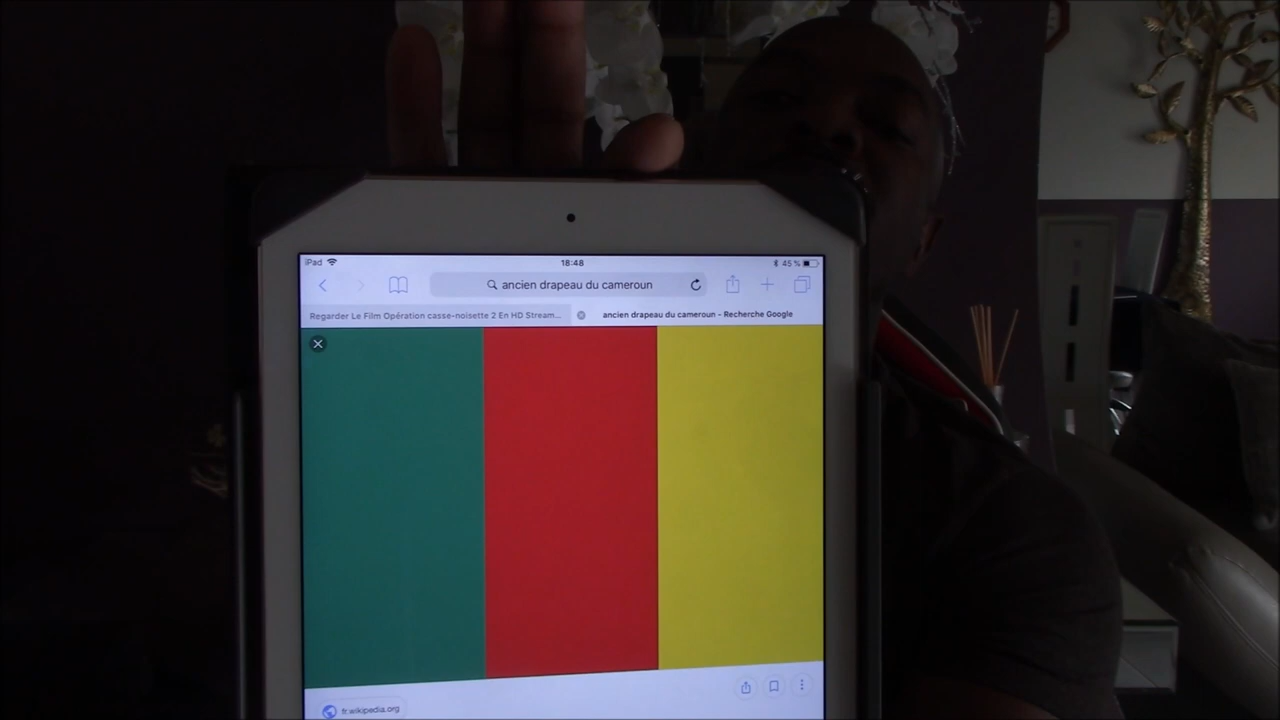 iPad 18:48 45 %
ancien drapeau du cameroun
Regarder Le Film Opération casse-noisette 2 En HD Stream... ancien drapeau du cameroun - Recherche Google
fr.wikipedia.org